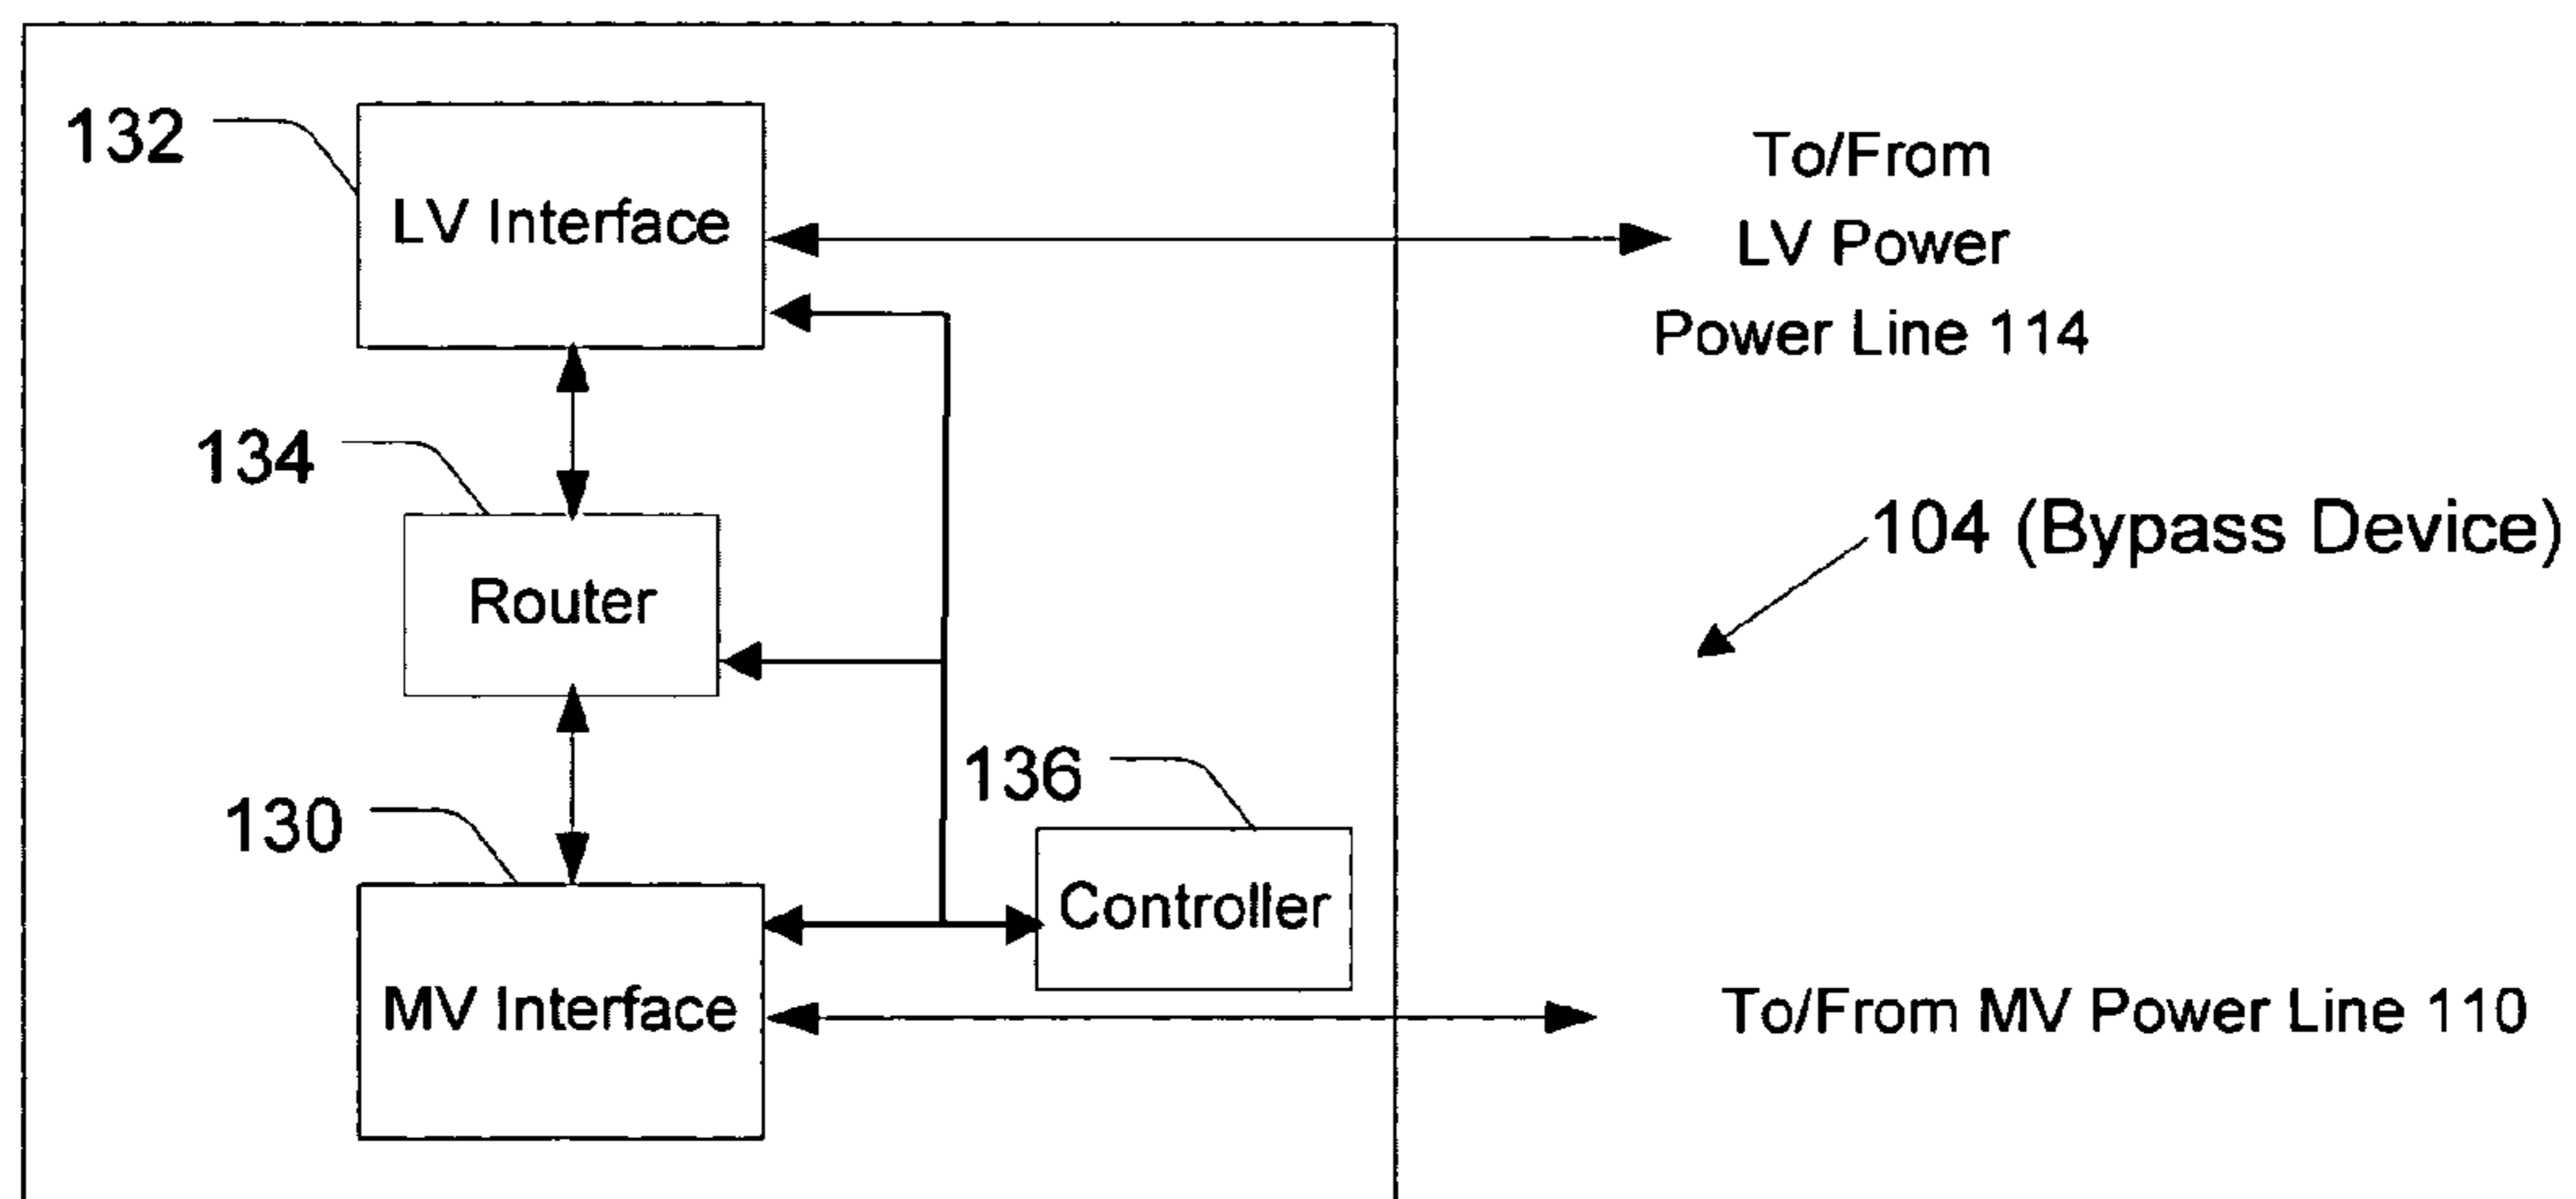 132
LV Interface
To/From
LV Power
Power Line 114
134
Router
104 (Bypass Device)
136
130
Controller
MV Interface
To/From MV Power Line 110